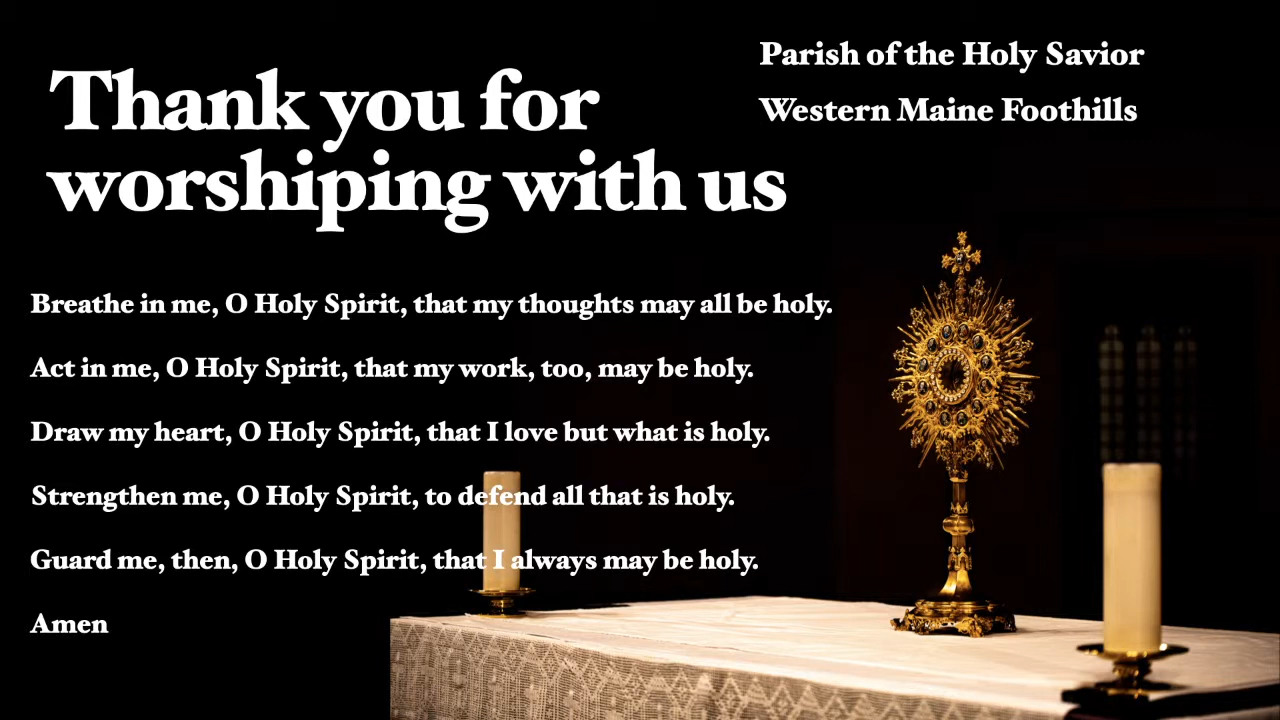 Thank you for
worshiping with us
Parish of the Holy Savior
Western Maine Foothills
Breathe in me, O Holy Spirit, that my thoughts may all be holy.
Act in me, O Holy Spirit, that my work, too, may be holy.
Draw my heart, O Holy Spirit, that I love but what is holy.
Strengthen me, O Holy Spirit, to defend all that is holy.
Guard me, then, O Holy Spirit, that I always may be holy.
Amen